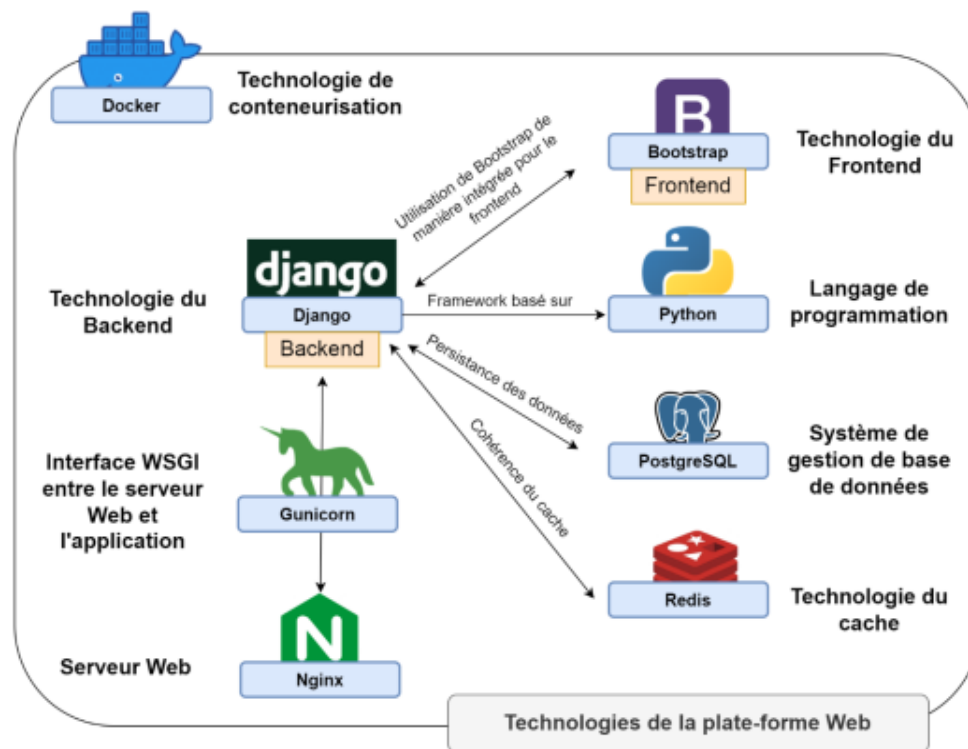 Docker
Technologie de
conteneurisation
B
Bootstrap
Frontend
Technologie du
Frontend
Utilisation de Bootstrap de
manière intégrée pour le
frontend
django
Django
Backend
Technologie du
Backend
Framework basé sur
Python
Langage de
programmation
Persistance des données
PostgreSQL
Système de
gestion de base
de données
Cohérence du cache
Interface WSGI
entre le serveur
Web et
l'application
Gunicorn
Redis
Technologie du
cache
Serveur Web
N
Nginx
Technologies de la plate-forme Web